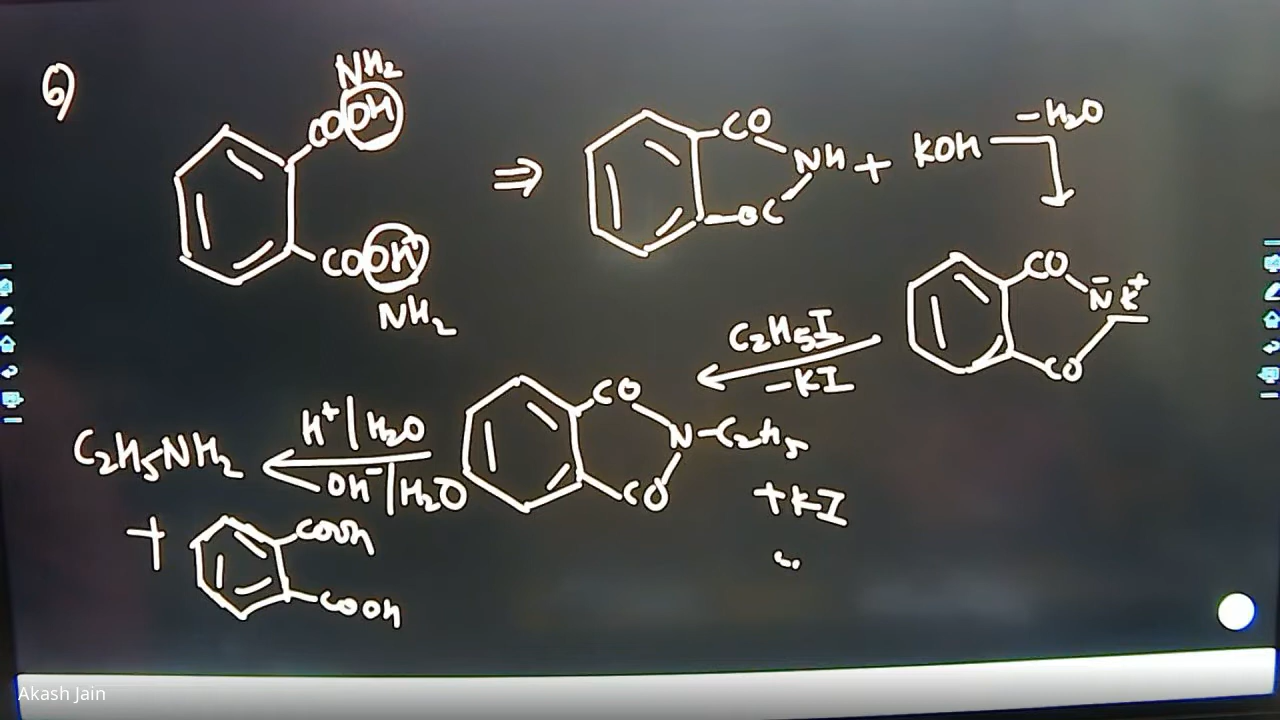 6)
NH₂
COOH
COOH
NH₂
⇒
CO
NH + KOH
OC
-H₂O
CO
N⁻ K⁺
CO
C₂H₅I
-KI
CO
N-C₂H₅
CO
+ KI
H⁺ | H₂O
OH⁻ | H₂O
C₂H₅NH₂
+
COOH
COOH
Akash Jain